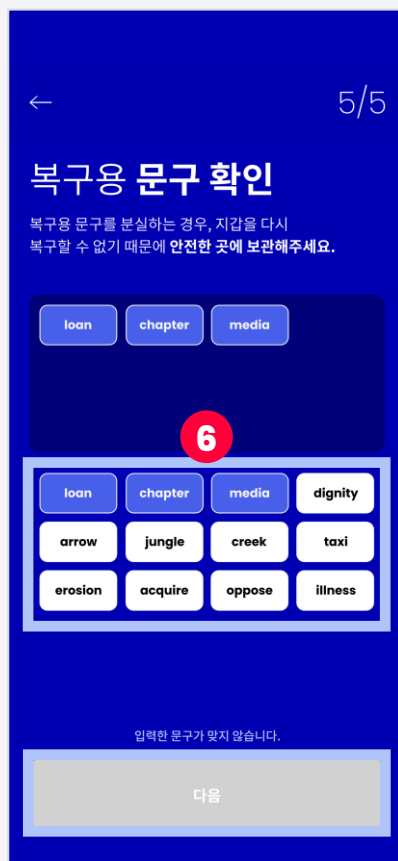 ←
5/5
복구용 문구 확인
복구용 문구를 분실하는 경우, 지갑을 다시
복구할 수 없기 때문에 안전한 곳에 보관해주세요.
loan chapter media
6
loan chapter media dignity
arrow jungle creek taxi
erosion acquire oppose illness
입력한 문구가 맞지 않습니다.
다음